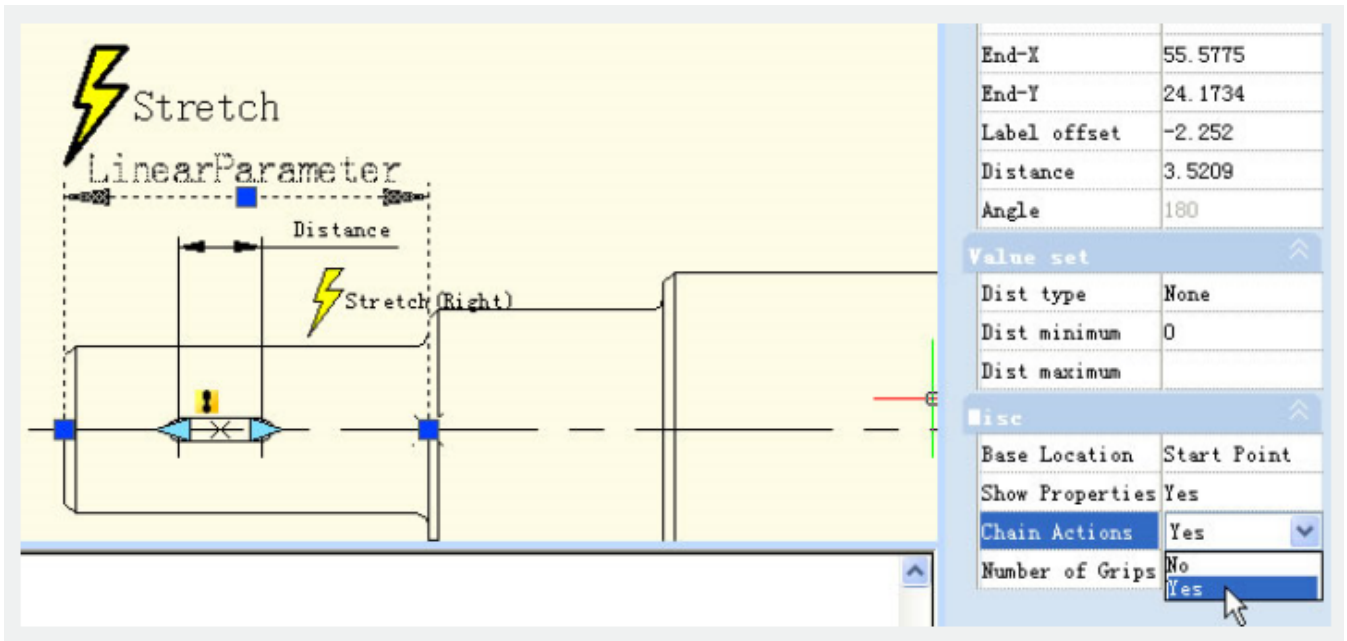 Stretch
LinearParameter
Distance
Stretch(Right)
End-X 55.5775
End-Y 24.1734
Label offset -2.252
Distance 3.5209
Angle 180
Value set
Dist type None
Dist minimum 0
Dist maximum
Misc
Base Location Start Point
Show Properties Yes
Chain Actions Yes
No
Number of Grips
Yes